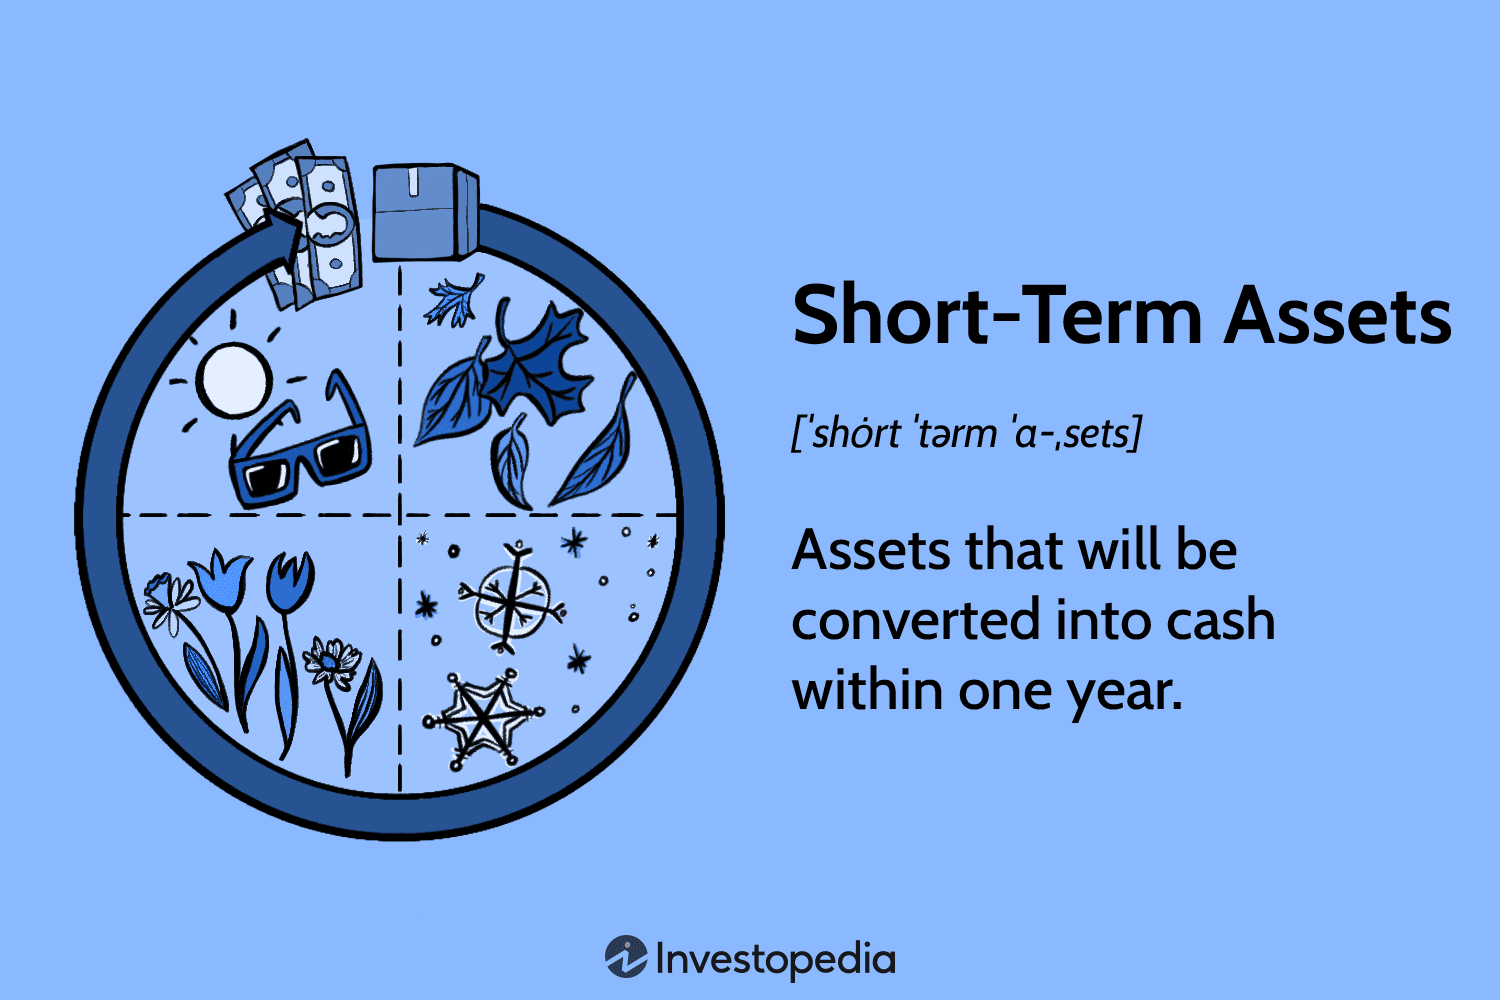 Short-Term Assets
[ˈshȯrt ˈtərm ˈa-ˌsets]
Assets that will be
converted into cash
within one year.
Investopedia